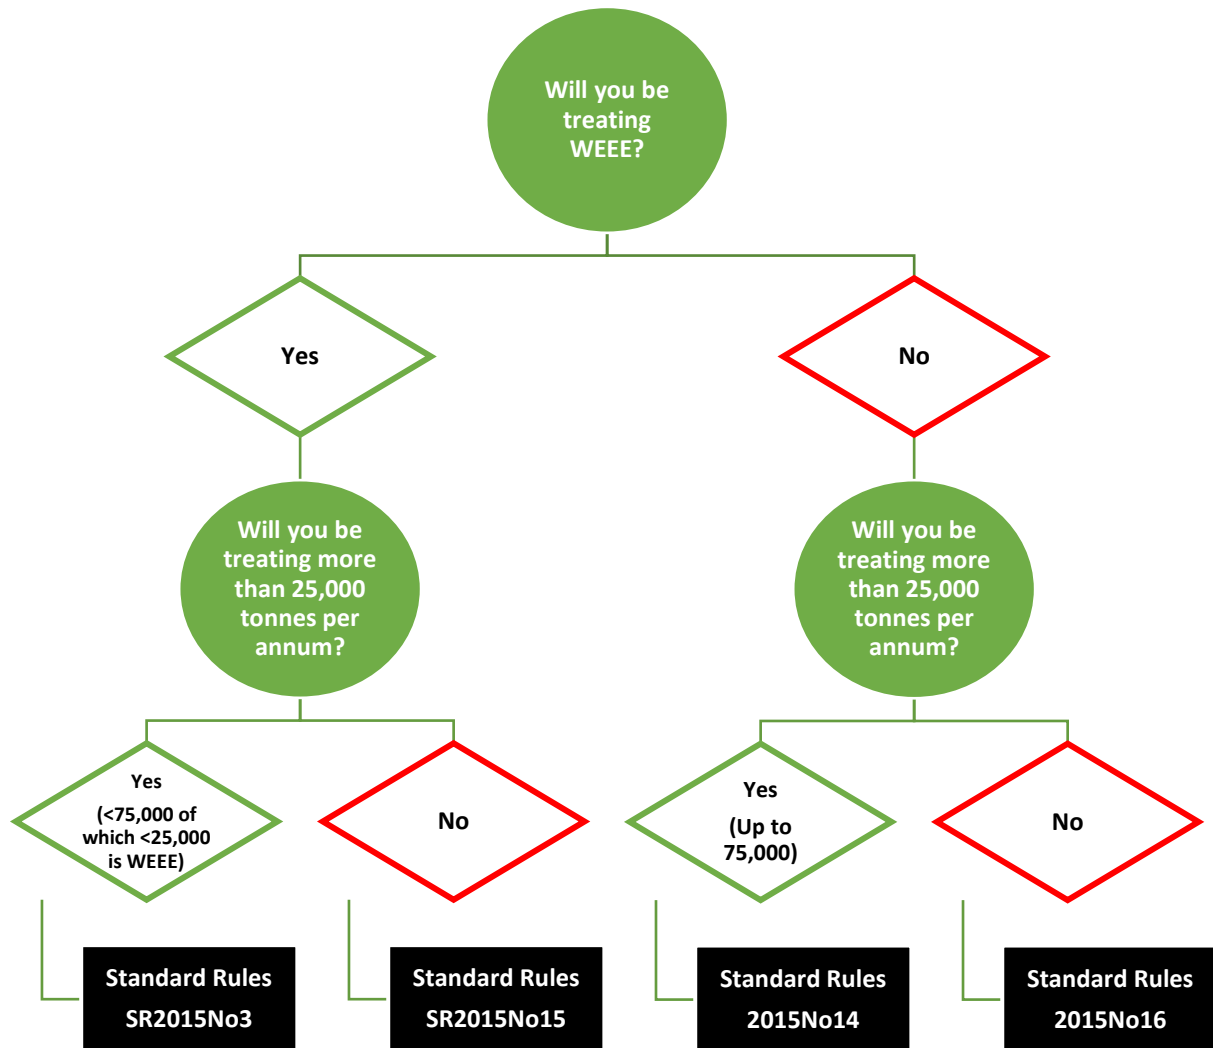 Will you be
treating
WEEE?
Yes
No
Will you be
treating more
than 25,000
tonnes per
annum?
Will you be
treating more
than 25,000
tonnes per
annum?
Yes
(<75,000 of
which <25,000
is WEEE)
No
Yes
(Up to
75,000)
No
Standard Rules
SR2015No3
Standard Rules
SR2015No15
Standard Rules
2015No14
Standard Rules
2015No16